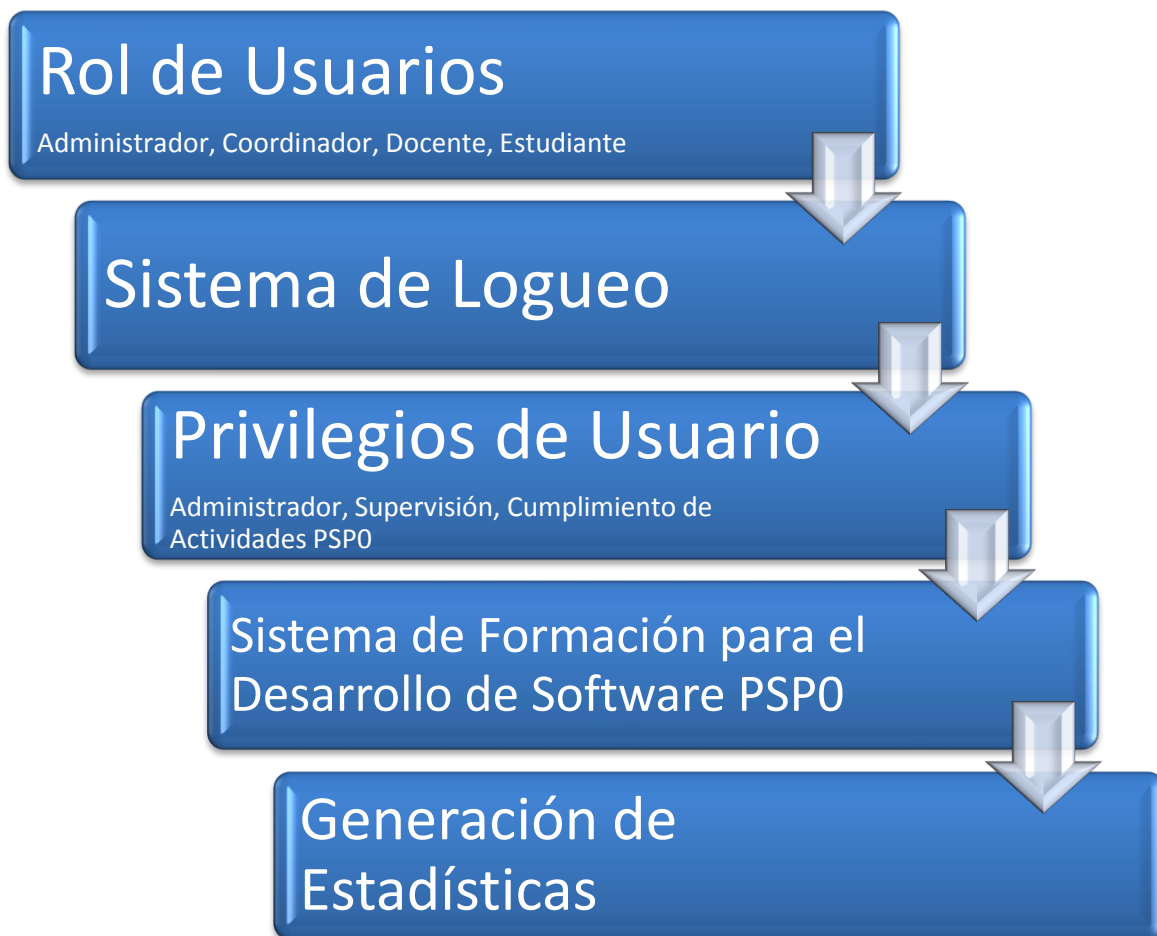 Rol de Usuarios
Administrador, Coordinador, Docente, Estudiante
Sistema de Logueo
Privilegios de Usuario
Administrador, Supervisión, Cumplimiento de
Actividades PSP0
Sistema de Formación para el
Desarrollo de Software PSP0
Generación de
Estadísticas